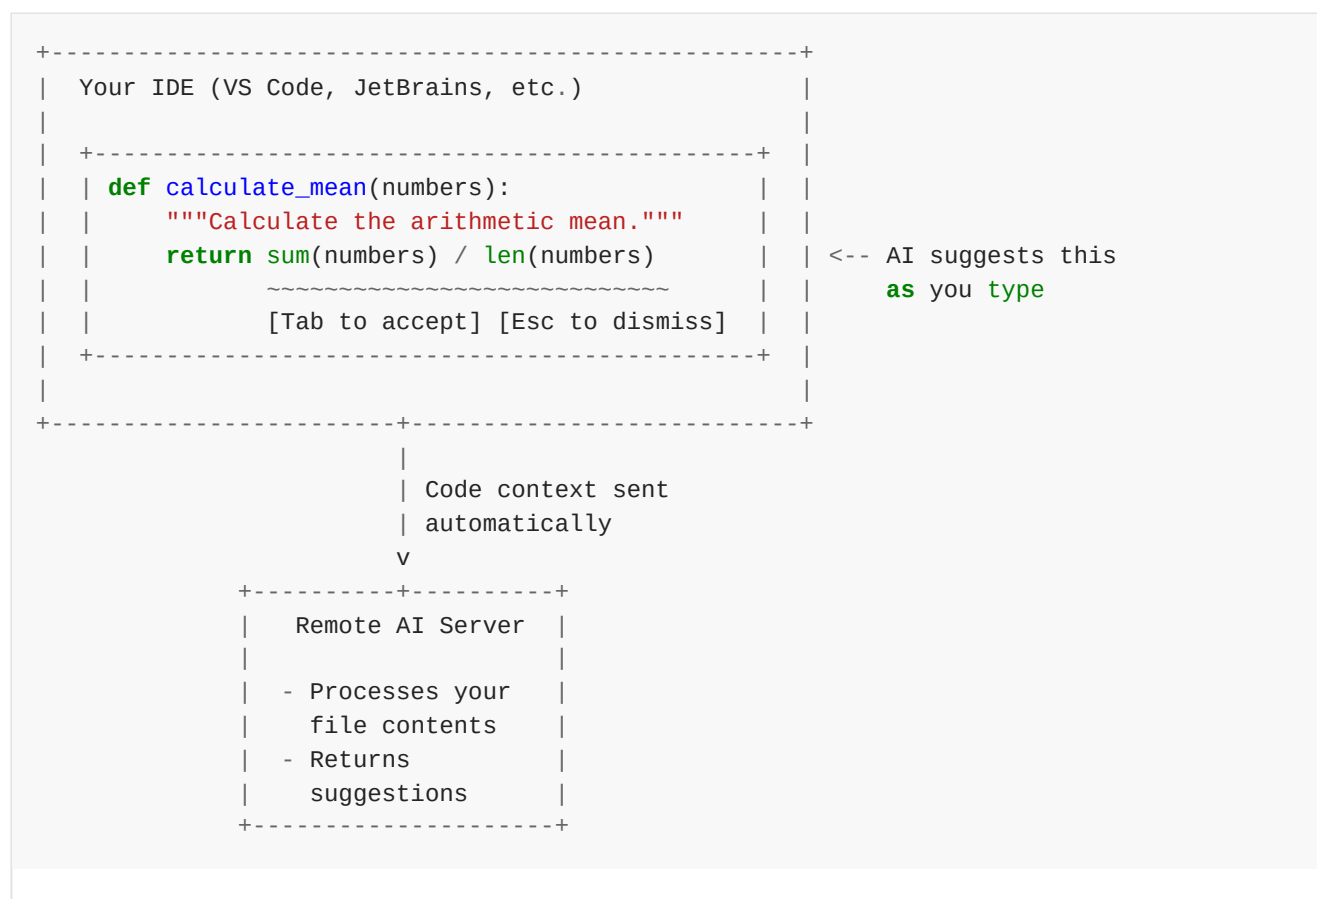 +----------------------------------------------------+
|  Your IDE (VS Code, JetBrains, etc.)               |
|                                                    |
|  +----------------------------------------------+  |
|  | def calculate_mean(numbers):                 |  |
|  |     """Calculate the arithmetic mean."""     |  |
|  |     return sum(numbers) / len(numbers)       |  | <-- AI suggests this
|  |            ~~~~~~~~~~~~~~~~~~~~~~~~~~~~      |  |     as you type
|  |            [Tab to accept] [Esc to dismiss]  |  |
|  +----------------------------------------------+  |
|                                                    |
+------------------------+---------------------------+
                         |
                         | Code context sent
                         | automatically
                         v
              +----------+----------+
              |   Remote AI Server  |
              |                     |
              |  - Processes your   |
              |    file contents    |
              |  - Returns          |
              |    suggestions      |
              +---------------------+